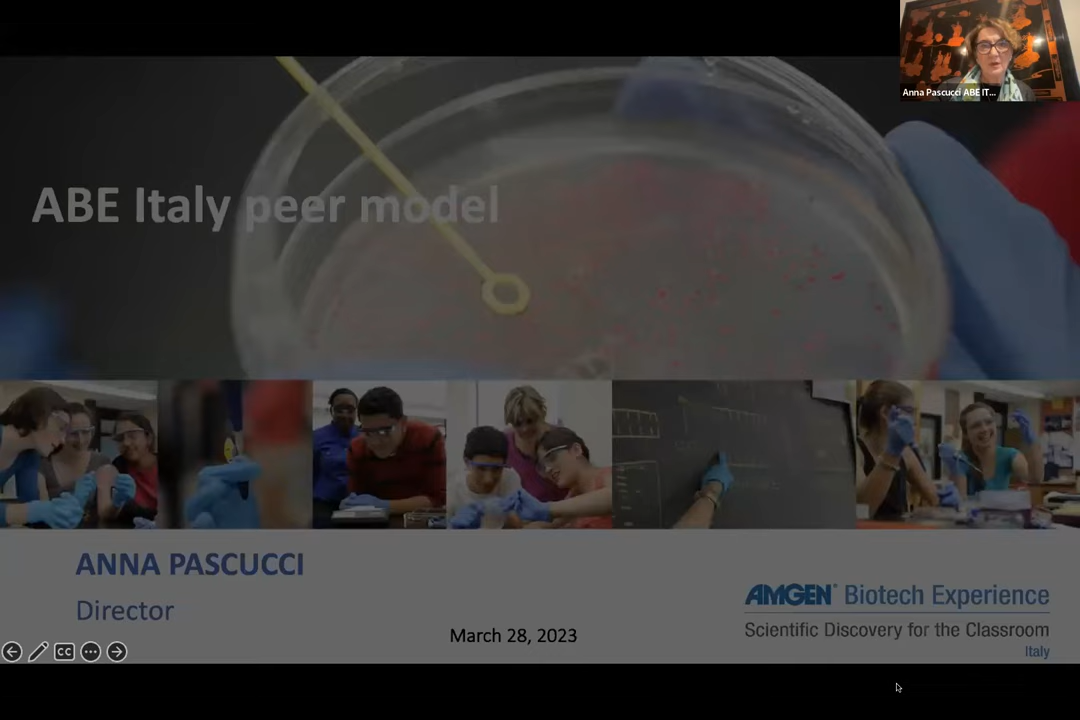 Anna Pascucci ABE IT...
ABE Italy peer model
ANNA PASCUCCI
Director
March 28, 2023
AMGEN® Biotech Experience
Scientific Discovery for the Classroom
Italy
CC